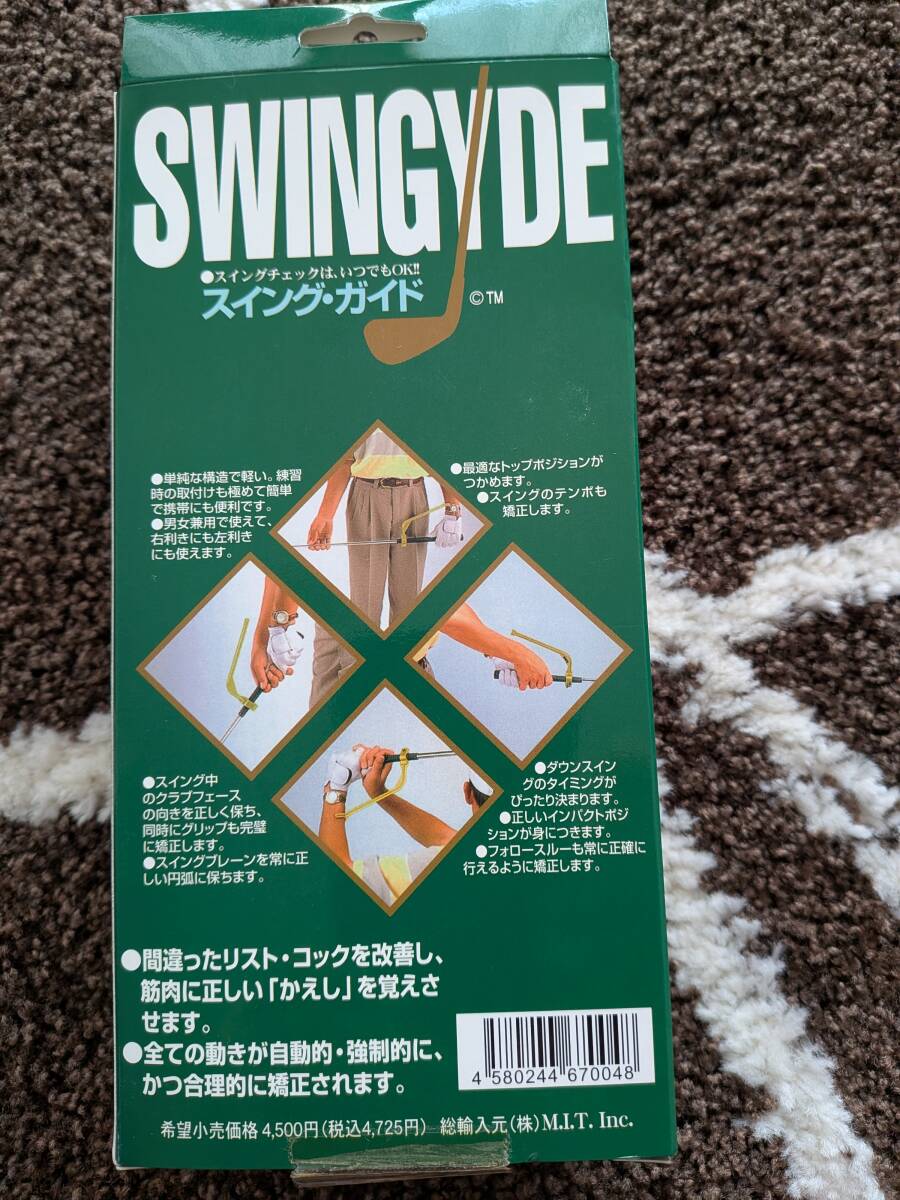 SWINGYDE
●スイングチェックは、いつでもOK!!
スイング・ガイド
©TM
●単純な構造で軽い。練習
時の取付けも極めて簡単
で携帯にも便利です。
●男女兼用で使えて、
右利きにも左利き
にも使えます。
●最適なトップポジションが
つかめます。
●スイングのテンポも
矯正します。
●スイング中
のクラブフェース
の向きを正しく保ち、
同時にグリップも完璧
に矯正します。
●スイングプレーンを常に正
しい円弧に保ちます。
●ダウンスイン
グのタイミングが
ぴったり決まります。
●正しいインパクトポジ
ションが身につきます。
●フォロースルーも常に正確に
行えるように矯正します。
●間違ったリスト・コックを改善し、
筋肉に正しい「かえし」を覚えさ
せます。
●全ての動きが自動的・強制的に、
かつ合理的に矯正されます。
4 580244 670048
希望小売価格 4,500円(税込4,725円) 総輸入元(株)M.I.T. Inc.